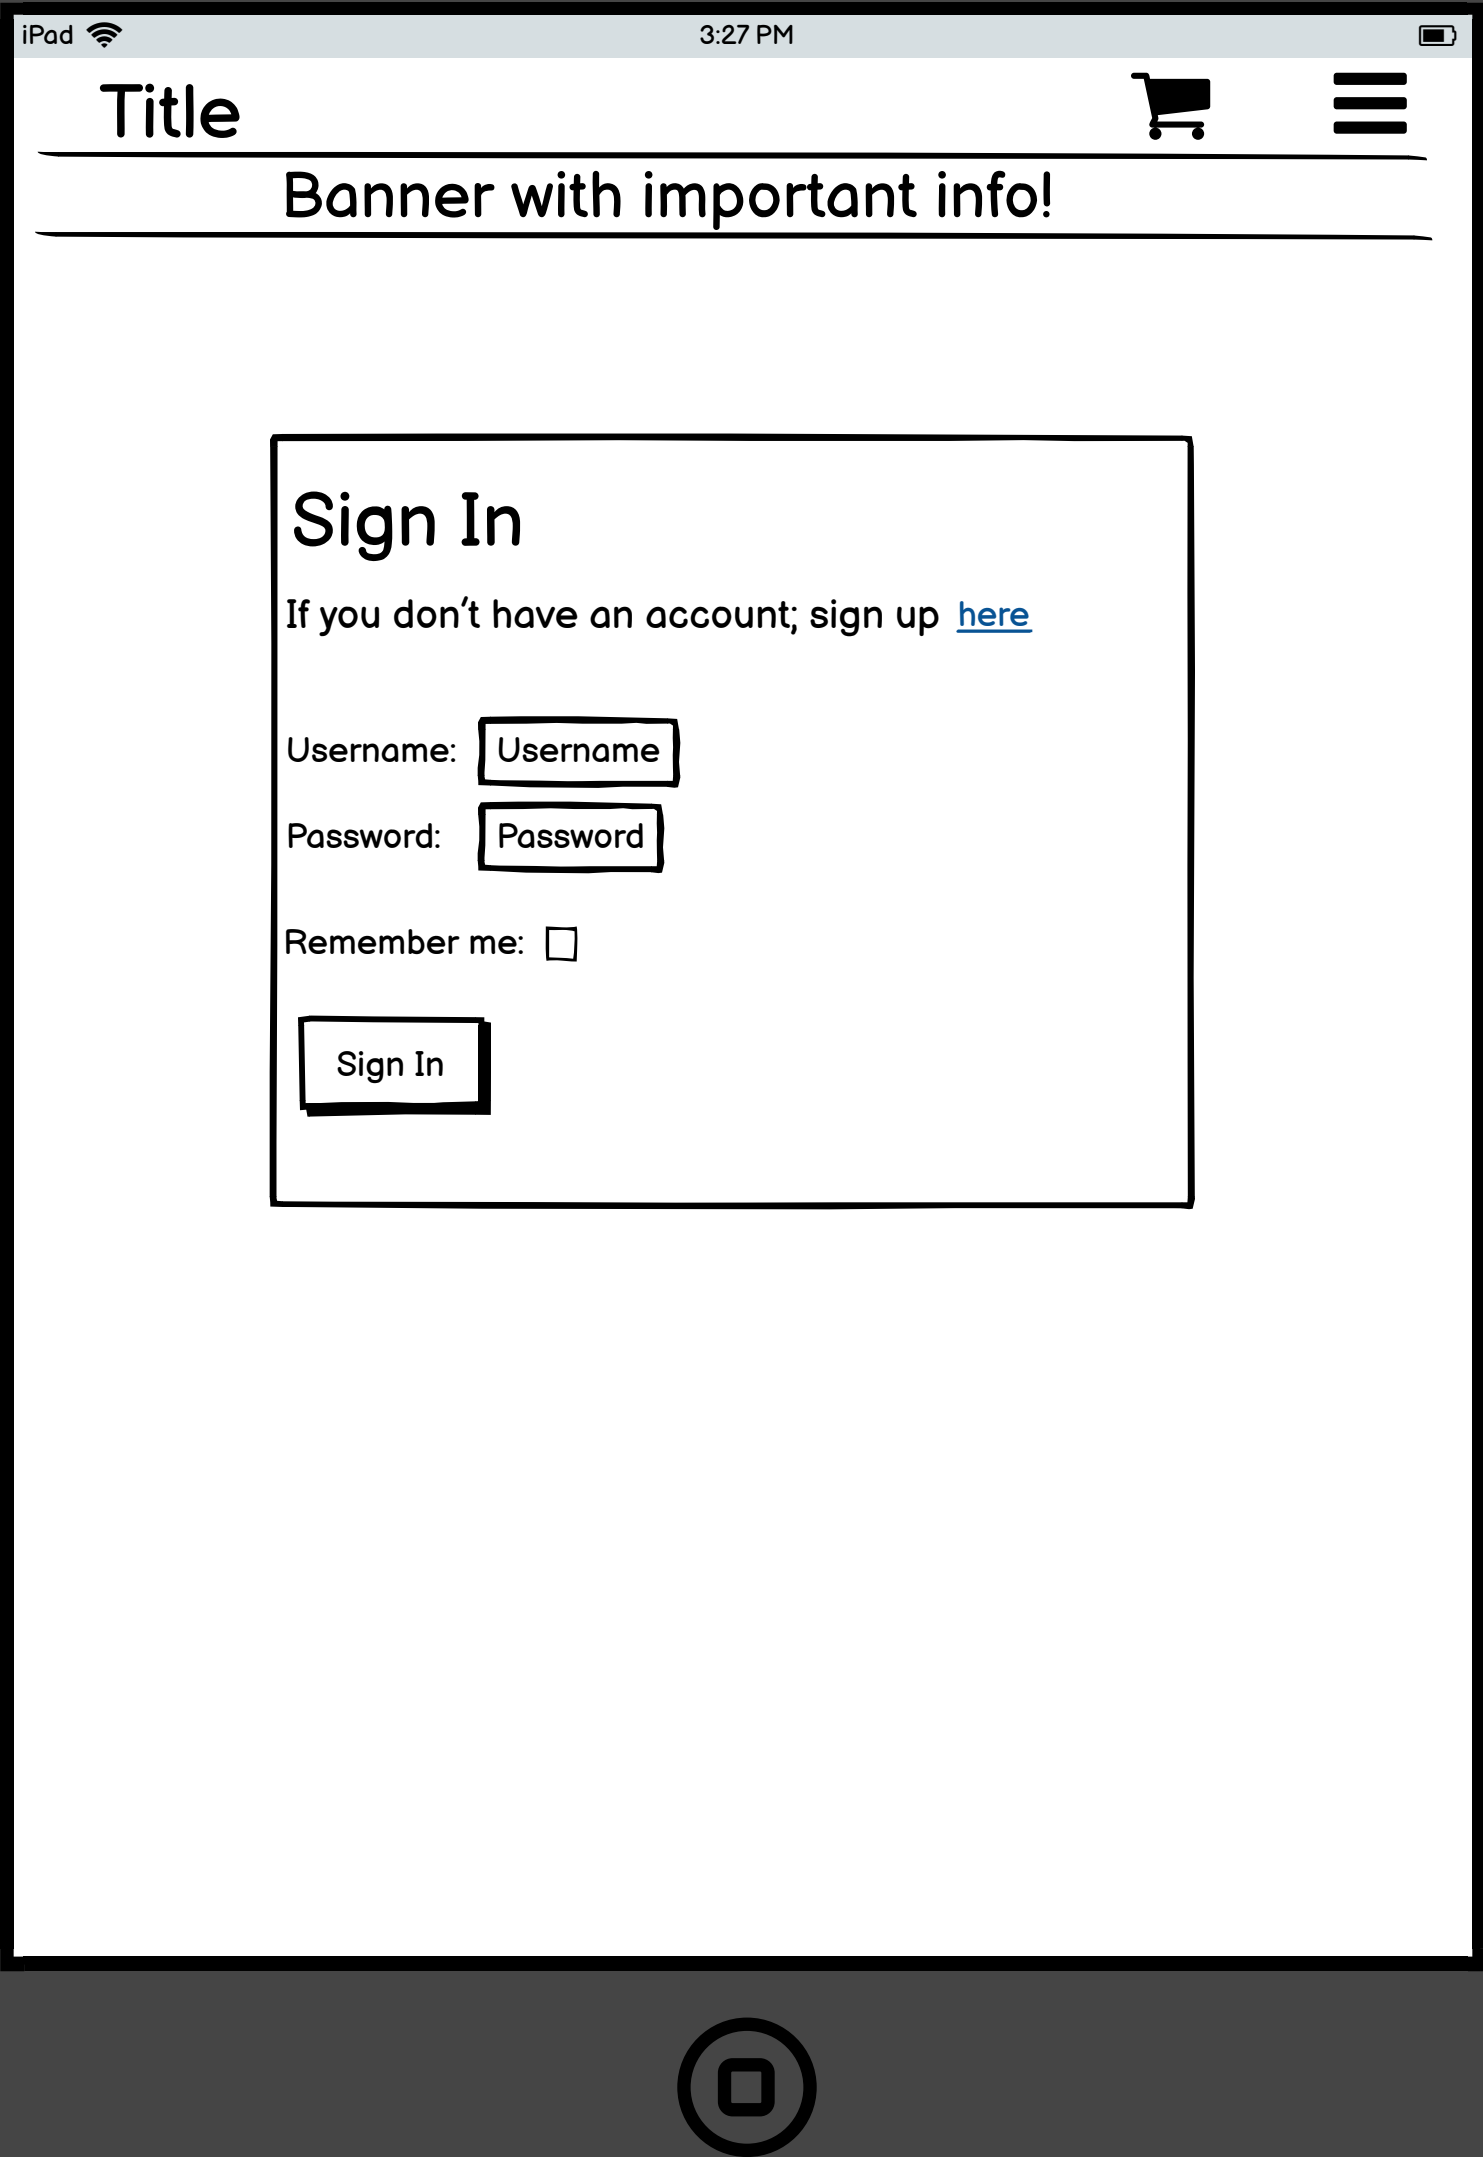 iPad 3:27 PM
Title
Banner with important info!
Sign In
If you don't have an account; sign up here
Username: Username
Password: Password
Remember me:
Sign In